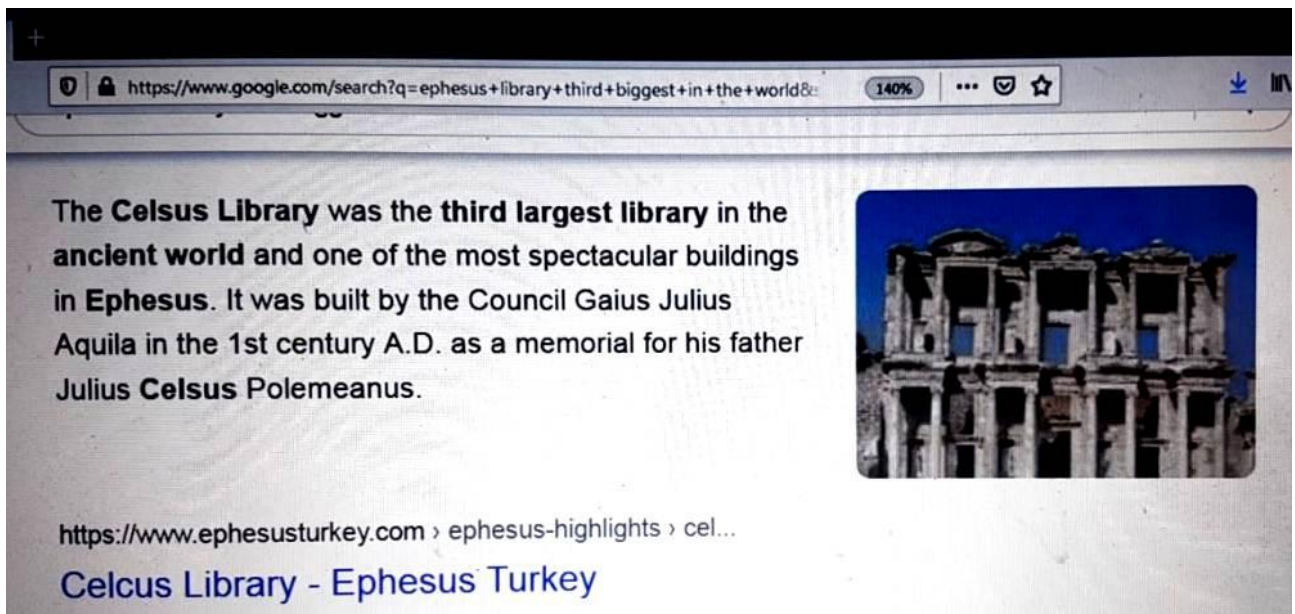 https://www.google.com/search?q=ephesus+library+third+biggest+in+the+world&
140%
The Celsus Library was the third largest library in the
ancient world and one of the most spectacular buildings
in Ephesus. It was built by the Council Gaius Julius
Aquila in the 1st century A.D. as a memorial for his father
Julius Celsus Polemeanus.
https://www.ephesusturkey.com › ephesus-highlights › cel...
Celcus Library - Ephesus Turkey